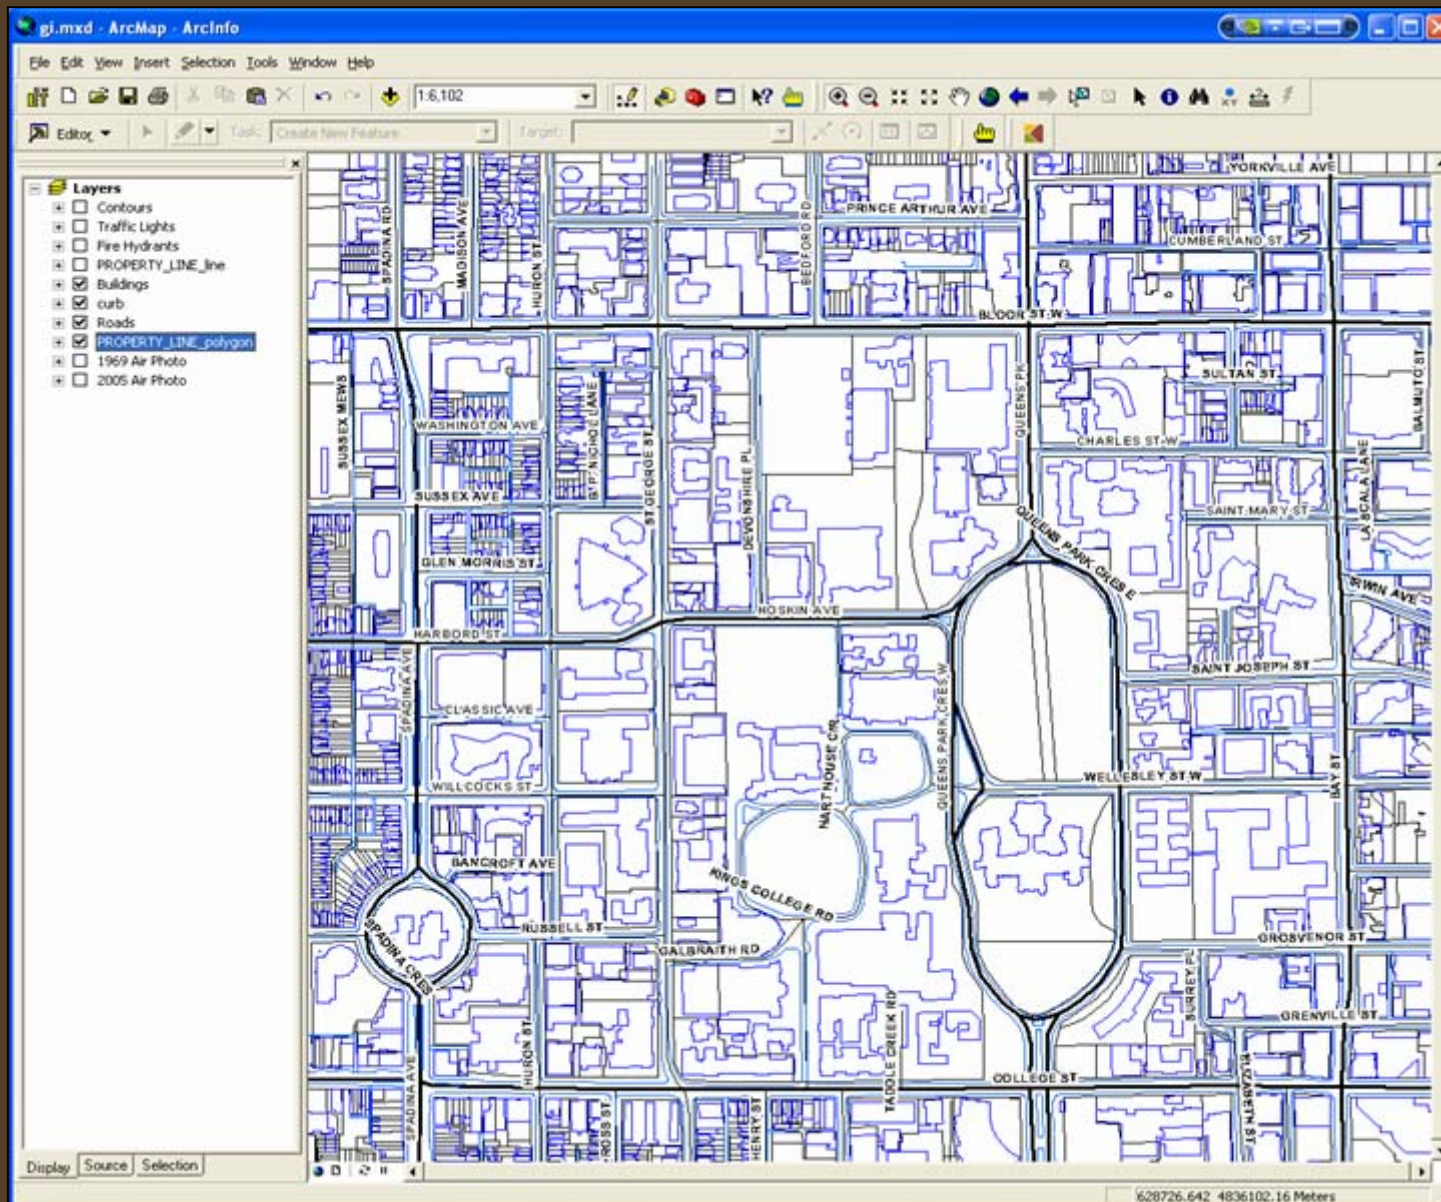 gi.mxd - ArcMap - ArcInfo
File Edit View Insert Selection Tools Window Help
1:6,102
Editor Task: Create New Feature Target:
Layers
Contours
Traffic Lights
Fire Hydrants
PROPERTY_LINE_line
Buildings
curb
Roads
PROPERTY_LINE_polygon
1969 Air Photo
2005 Air Photo
YORKVILLE AVE
SPADINA RD
MADISON AVE
HURON ST
BEDFORD RD
PRINCE ARTHUR AVE
CUMBERLAND ST
BLOOR ST W
SUSSEX MEWS
WASHINGTON AVE
ST GEORGE ST
DEVONSHIRE PL
QUEENS PK
SULTAN ST
BALMUTO ST
CHARLES ST W
LA SCALA LANE
SUSSEX AVE
SAINT MARY ST
GLEN MORRIS ST
QUEENS PARK CRES E
IRWIN AVE
HOSKIN AVE
HARBORD ST
SPADINA AVE
SAINT JOSEPH ST
CLASSIC AVE
QUEENS PARK CRES W
HART HOUSE CIR
WILLCOCKS ST
WELLESLEY ST W
BAY ST
BANCROFT AVE
KINGS COLLEGE RD
SPADINA CRES
RUSSELL ST
GALBRAITH RD
GROSVENOR ST
SURREY PL
GRENVILLE ST
HURON ST
TADDLE CREEK RD
COLLEGE ST
SPADINA AVE
ROSS ST
HENRY ST
ELIZABETH ST
Display Source Selection
628726.642 4836102.16 Meters